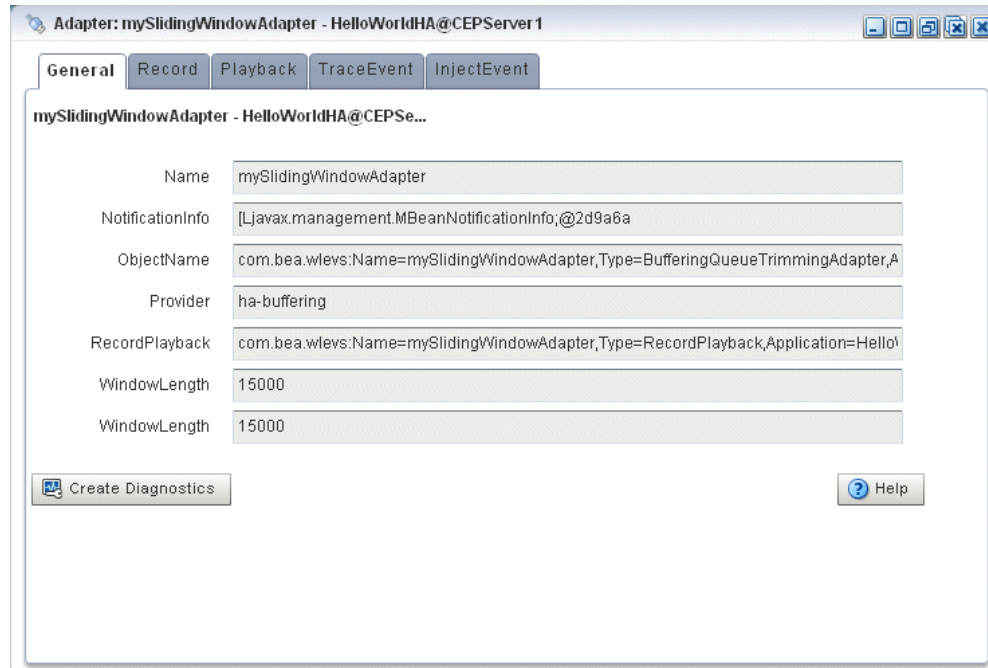 Adapter: mySlidingWindowAdapter - HelloWorldHA@CEPServer1
General Record Playback TraceEvent InjectEvent
mySlidingWindowAdapter - HelloWorldHA@CEPSe...
Name mySlidingWindowAdapter
NotificationInfo [Ljavax.management.MBeanNotificationInfo;@2d9a6a
ObjectName com.bea.wlevs:Name=mySlidingWindowAdapter,Type=BufferingQueueTrimmingAdapter,A
Provider ha-buffering
RecordPlayback com.bea.wlevs:Name=mySlidingWindowAdapter,Type=RecordPlayback,Application=Hello
WindowLength 15000
WindowLength 15000
Create Diagnostics Help